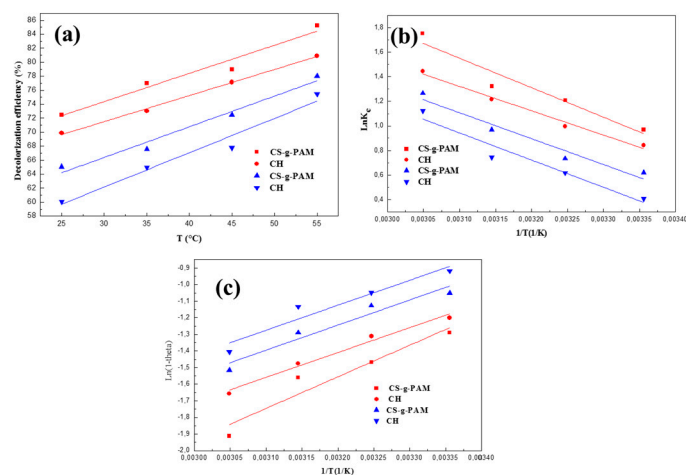 (a)
Decolorization efficiency (%)
86
84
82
80
78
76
74
72
70
68
66
64
62
60
58
25
30
35
40
45
50
55
T (°C)
CS-g-PAM
CH
CS-g-PAM
CH
(b)
LnKc
1,8
1,6
1,4
1,2
1,0
0,8
0,6
0,4
0,00300
0,00305
0,00310
0,00315
0,00320
0,00325
0,00330
0,00335
0,00340
1/T(1/K)
CS-g-PAM
CH
CS-g-PAM
CH
(c)
Ln(1-theta)
-0,9
-1,0
-1,1
-1,2
-1,3
-1,4
-1,5
-1,6
-1,7
-1,8
-1,9
-2,0
0,00300
0,00305
0,00310
0,00315
0,00320
0,00325
0,00330
0,00335
0,00340
1/T(1/K)
CS-g-PAM
CH
CS-g-PAM
CH